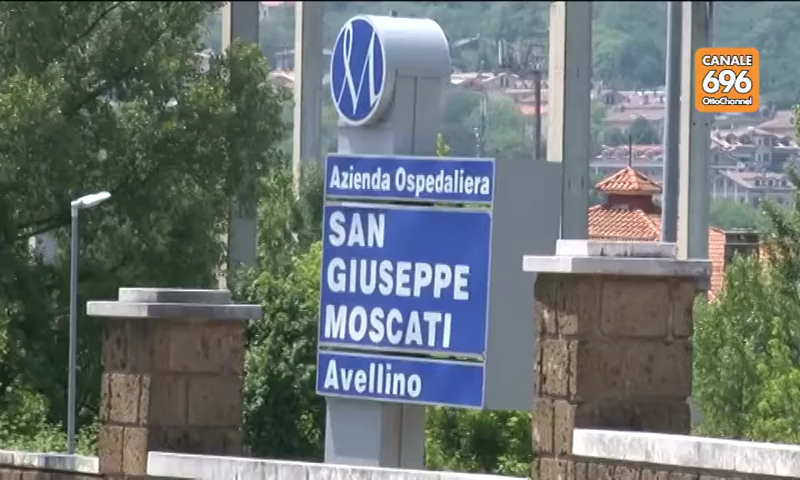 CANALE
696
OttoChannel
M
Azienda Ospedaliera
SAN
GIUSEPPE
MOSCATI
Avellino